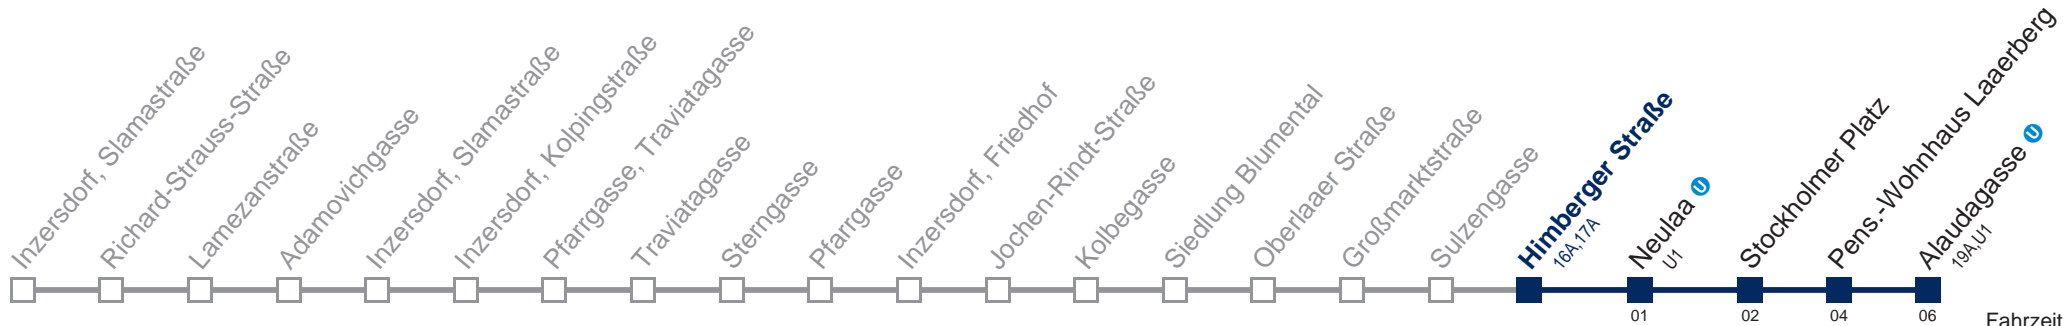 Inzersdorf, Slamastraße
Richard-Strauss-Straße
Lamezanstraße
Adamovichgasse
Inzersdorf, Slamastraße
Inzersdorf, Kolpingstraße
Pfarrgasse, Traviatagasse
Traviatagasse
Sterngasse
Pfarrgasse
Inzersdorf, Friedhof
Jochen-Rindt-Straße
Kolbegasse
Siedlung Blumental
Oberlaaer Straße
Großmarktstraße
Sulzengasse
Himberger Straße
16A,17A
Neulaa U
U1
Stockholmer Platz
Pens.-Wohnhaus Laaerberg
Alaudagasse U
19A,U1
01
02
04
06
Fahrzeit